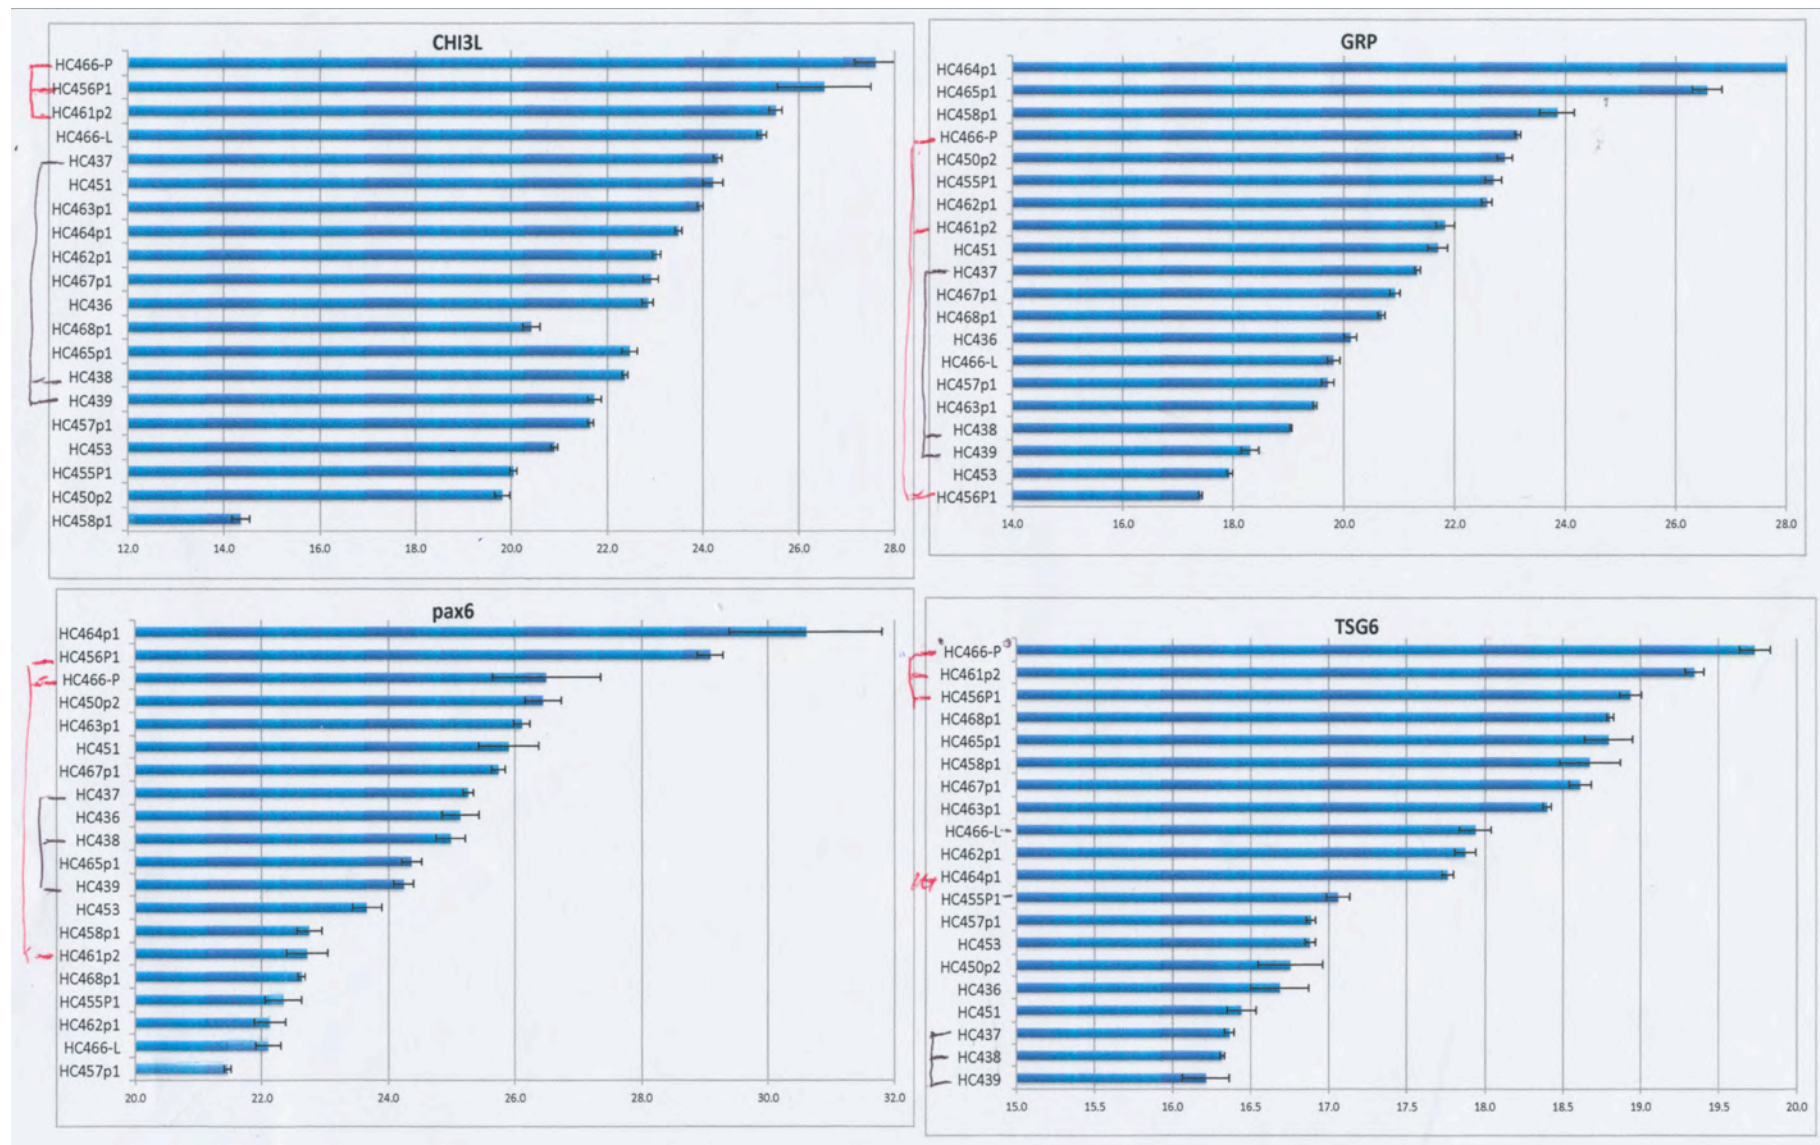 CHI3L
HC466-P
HC456P1
HC461p2
HC466-L
HC437
HC451
HC463p1
HC464p1
HC462p1
HC467p1
HC436
HC468p1
HC465p1
HC438
HC439
HC457p1
HC453
HC455P1
HC450p2
HC458p1
12.0 14.0 16.0 18.0 20.0 22.0 24.0 26.0 28.0
GRP
HC464p1
HC465p1
HC458p1
HC466-P
HC450p2
HC455P1
HC462p1
HC461p2
HC451
HC437
HC467p1
HC468p1
HC436
HC466-L
HC457p1
HC463p1
HC438
HC439
HC453
HC456P1
14.0 16.0 18.0 20.0 22.0 24.0 26.0 28.0
pax6
HC464p1
HC456P1
HC466-P
HC450p2
HC463p1
HC451
HC467p1
HC437
HC436
HC438
HC465p1
HC439
HC453
HC458p1
HC461p2
HC468p1
HC455P1
HC462p1
HC466-L
HC457p1
20.0 22.0 24.0 26.0 28.0 30.0 32.0
TSG6
HC466-P
HC461p2
HC456P1
HC468p1
HC465p1
HC458p1
HC467p1
HC463p1
HC466-L
HC462p1
HC464p1
HC455P1
HC457p1
HC453
HC450p2
HC436
HC451
HC437
HC438
HC439
15.0 15.5 16.0 16.5 17.0 17.5 18.0 18.5 19.0 19.5 20.0